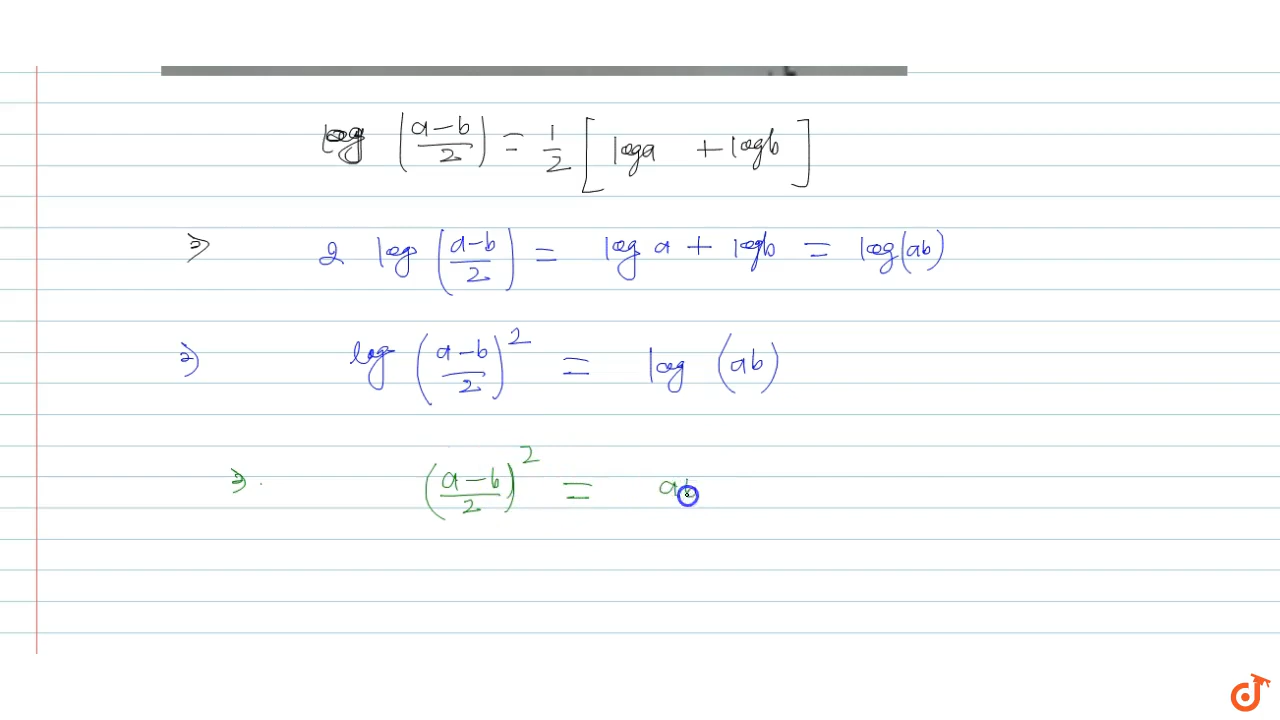 log (a-b/2) = 1/2 [log a + log b]
⇒ 2 log (a-b/2) = log a + log b = log(ab)
⇒ log (a-b/2)^2 = log (ab)
⇒ (a-b/2)^2 = ab